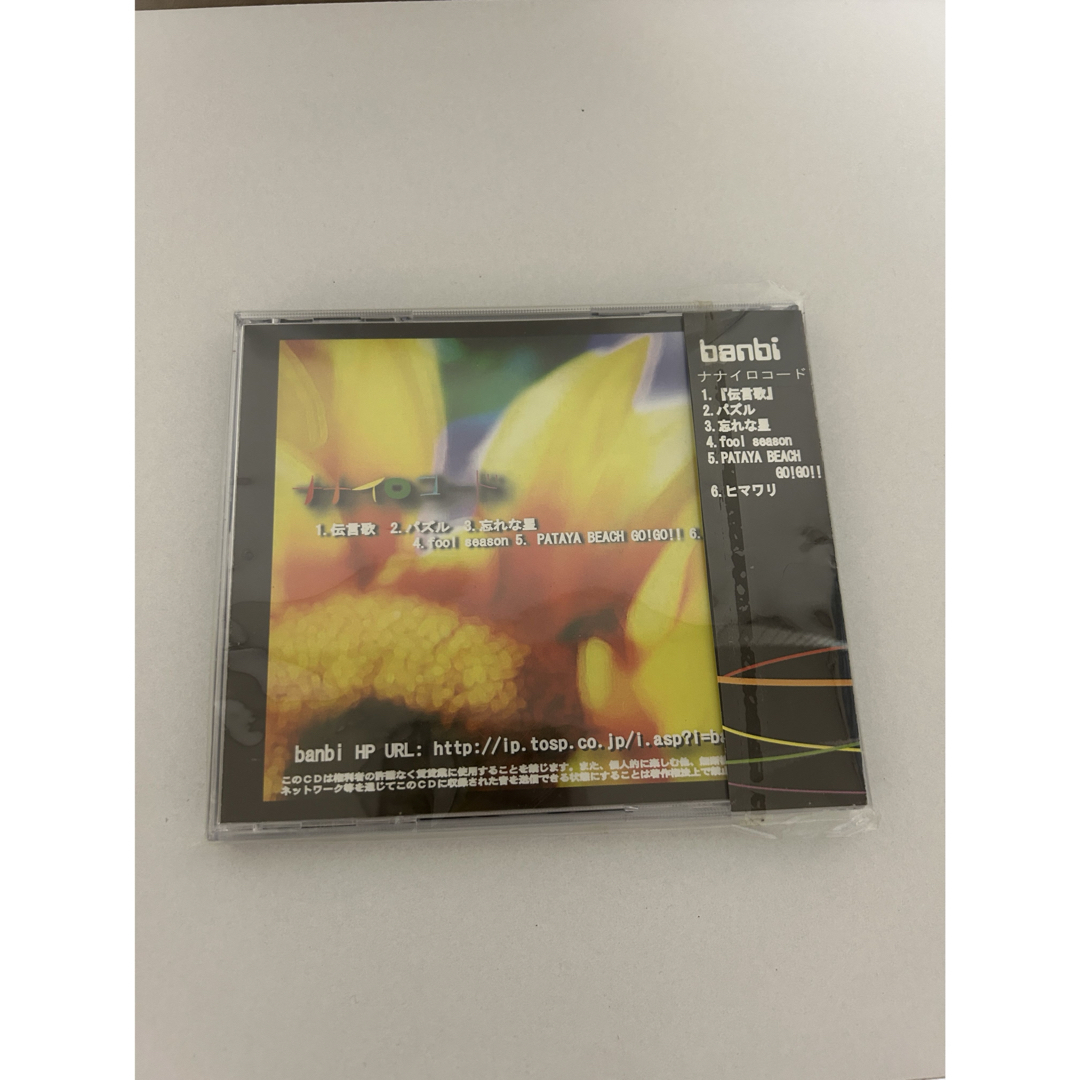 banbi
ナナイロコード
1.『伝言歌』
2.パズル
3.忘れな星
4.fool season
5.PATAYA BEACH
GO!GO!!
6.ヒマワリ
ナナイロコード
1.伝言歌 2.パズル 3.忘れな星
4.fool season 5. PATAYA BEACH GO!GO!! 6.
banbi HP URL: http://ip.tosp.co.jp/i.asp?i=ba
このCDは権利者の許諾なく賃貸業に使用することを禁じます。また、個人的に楽しむ他、
ネットワーク等を通じてこのCDに収録された音を送信できる状態にすることは著作権法上で